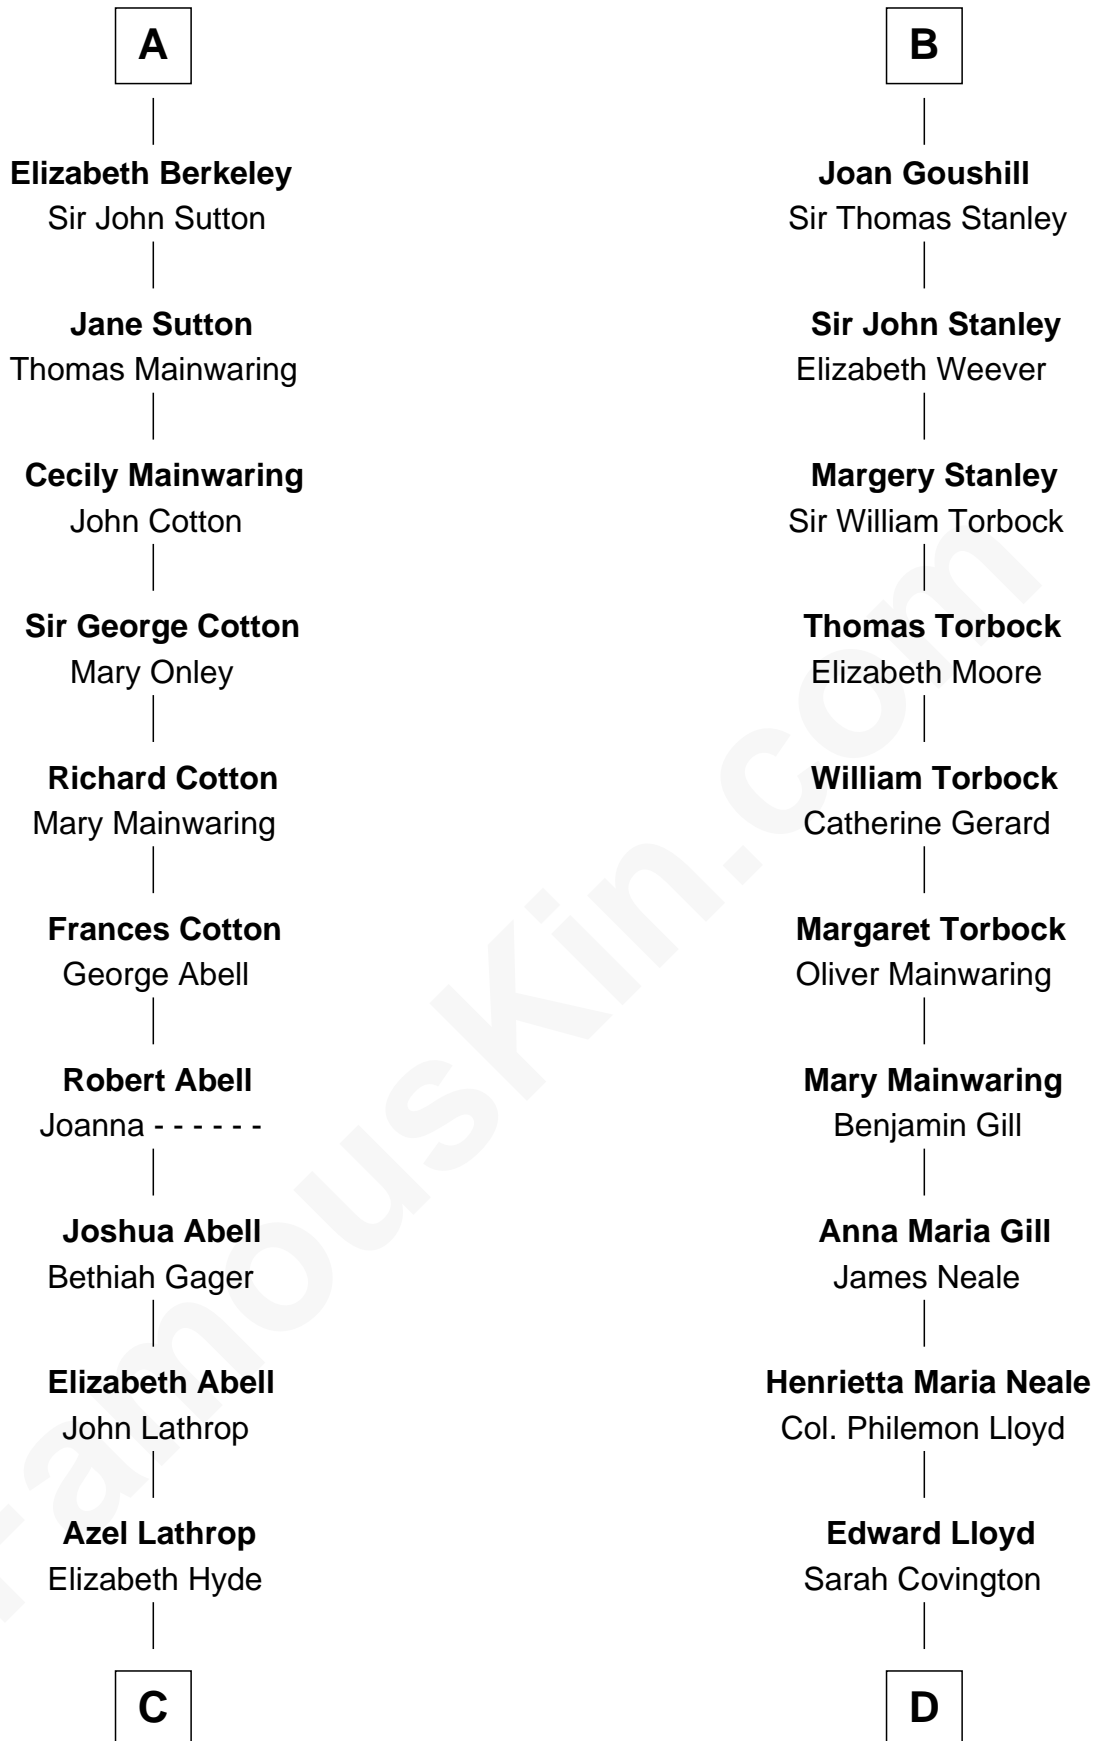 A
Elizabeth Berkeley
Sir John Sutton
Jane Sutton
Thomas Mainwaring
Cecily Mainwaring
John Cotton
Sir George Cotton
Mary Onley
Richard Cotton
Mary Mainwaring
Frances Cotton
George Abell
Robert Abell
Joanna - - - - - -
Joshua Abell
Bethiah Gager
Elizabeth Abell
John Lathrop
Azel Lathrop
Elizabeth Hyde
C
B
Joan Goushill
Sir Thomas Stanley
Sir John Stanley
Elizabeth Weever
Margery Stanley
Sir William Torbock
Thomas Torbock
Elizabeth Moore
William Torbock
Catherine Gerard
Margaret Torbock
Oliver Mainwaring
Mary Mainwaring
Benjamin Gill
Anna Maria Gill
James Neale
Henrietta Maria Neale
Col. Philemon Lloyd
Edward Lloyd
Sarah Covington
D
FamousKin.com